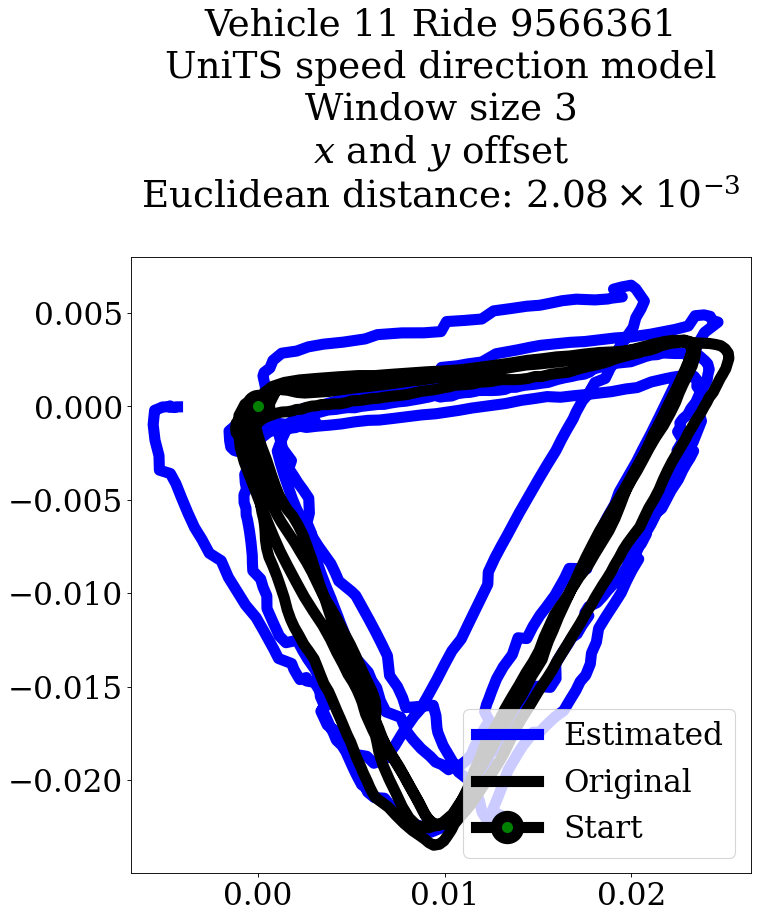 Vehicle 11 Ride 9566361
UniTS speed direction model
Window size 3
x and y offset
Euclidean distance: 2.08 × 10⁻³
0.005
0.000
−0.005
−0.010
−0.015
−0.020
0.00 0.01 0.02
Estimated
Original
Start